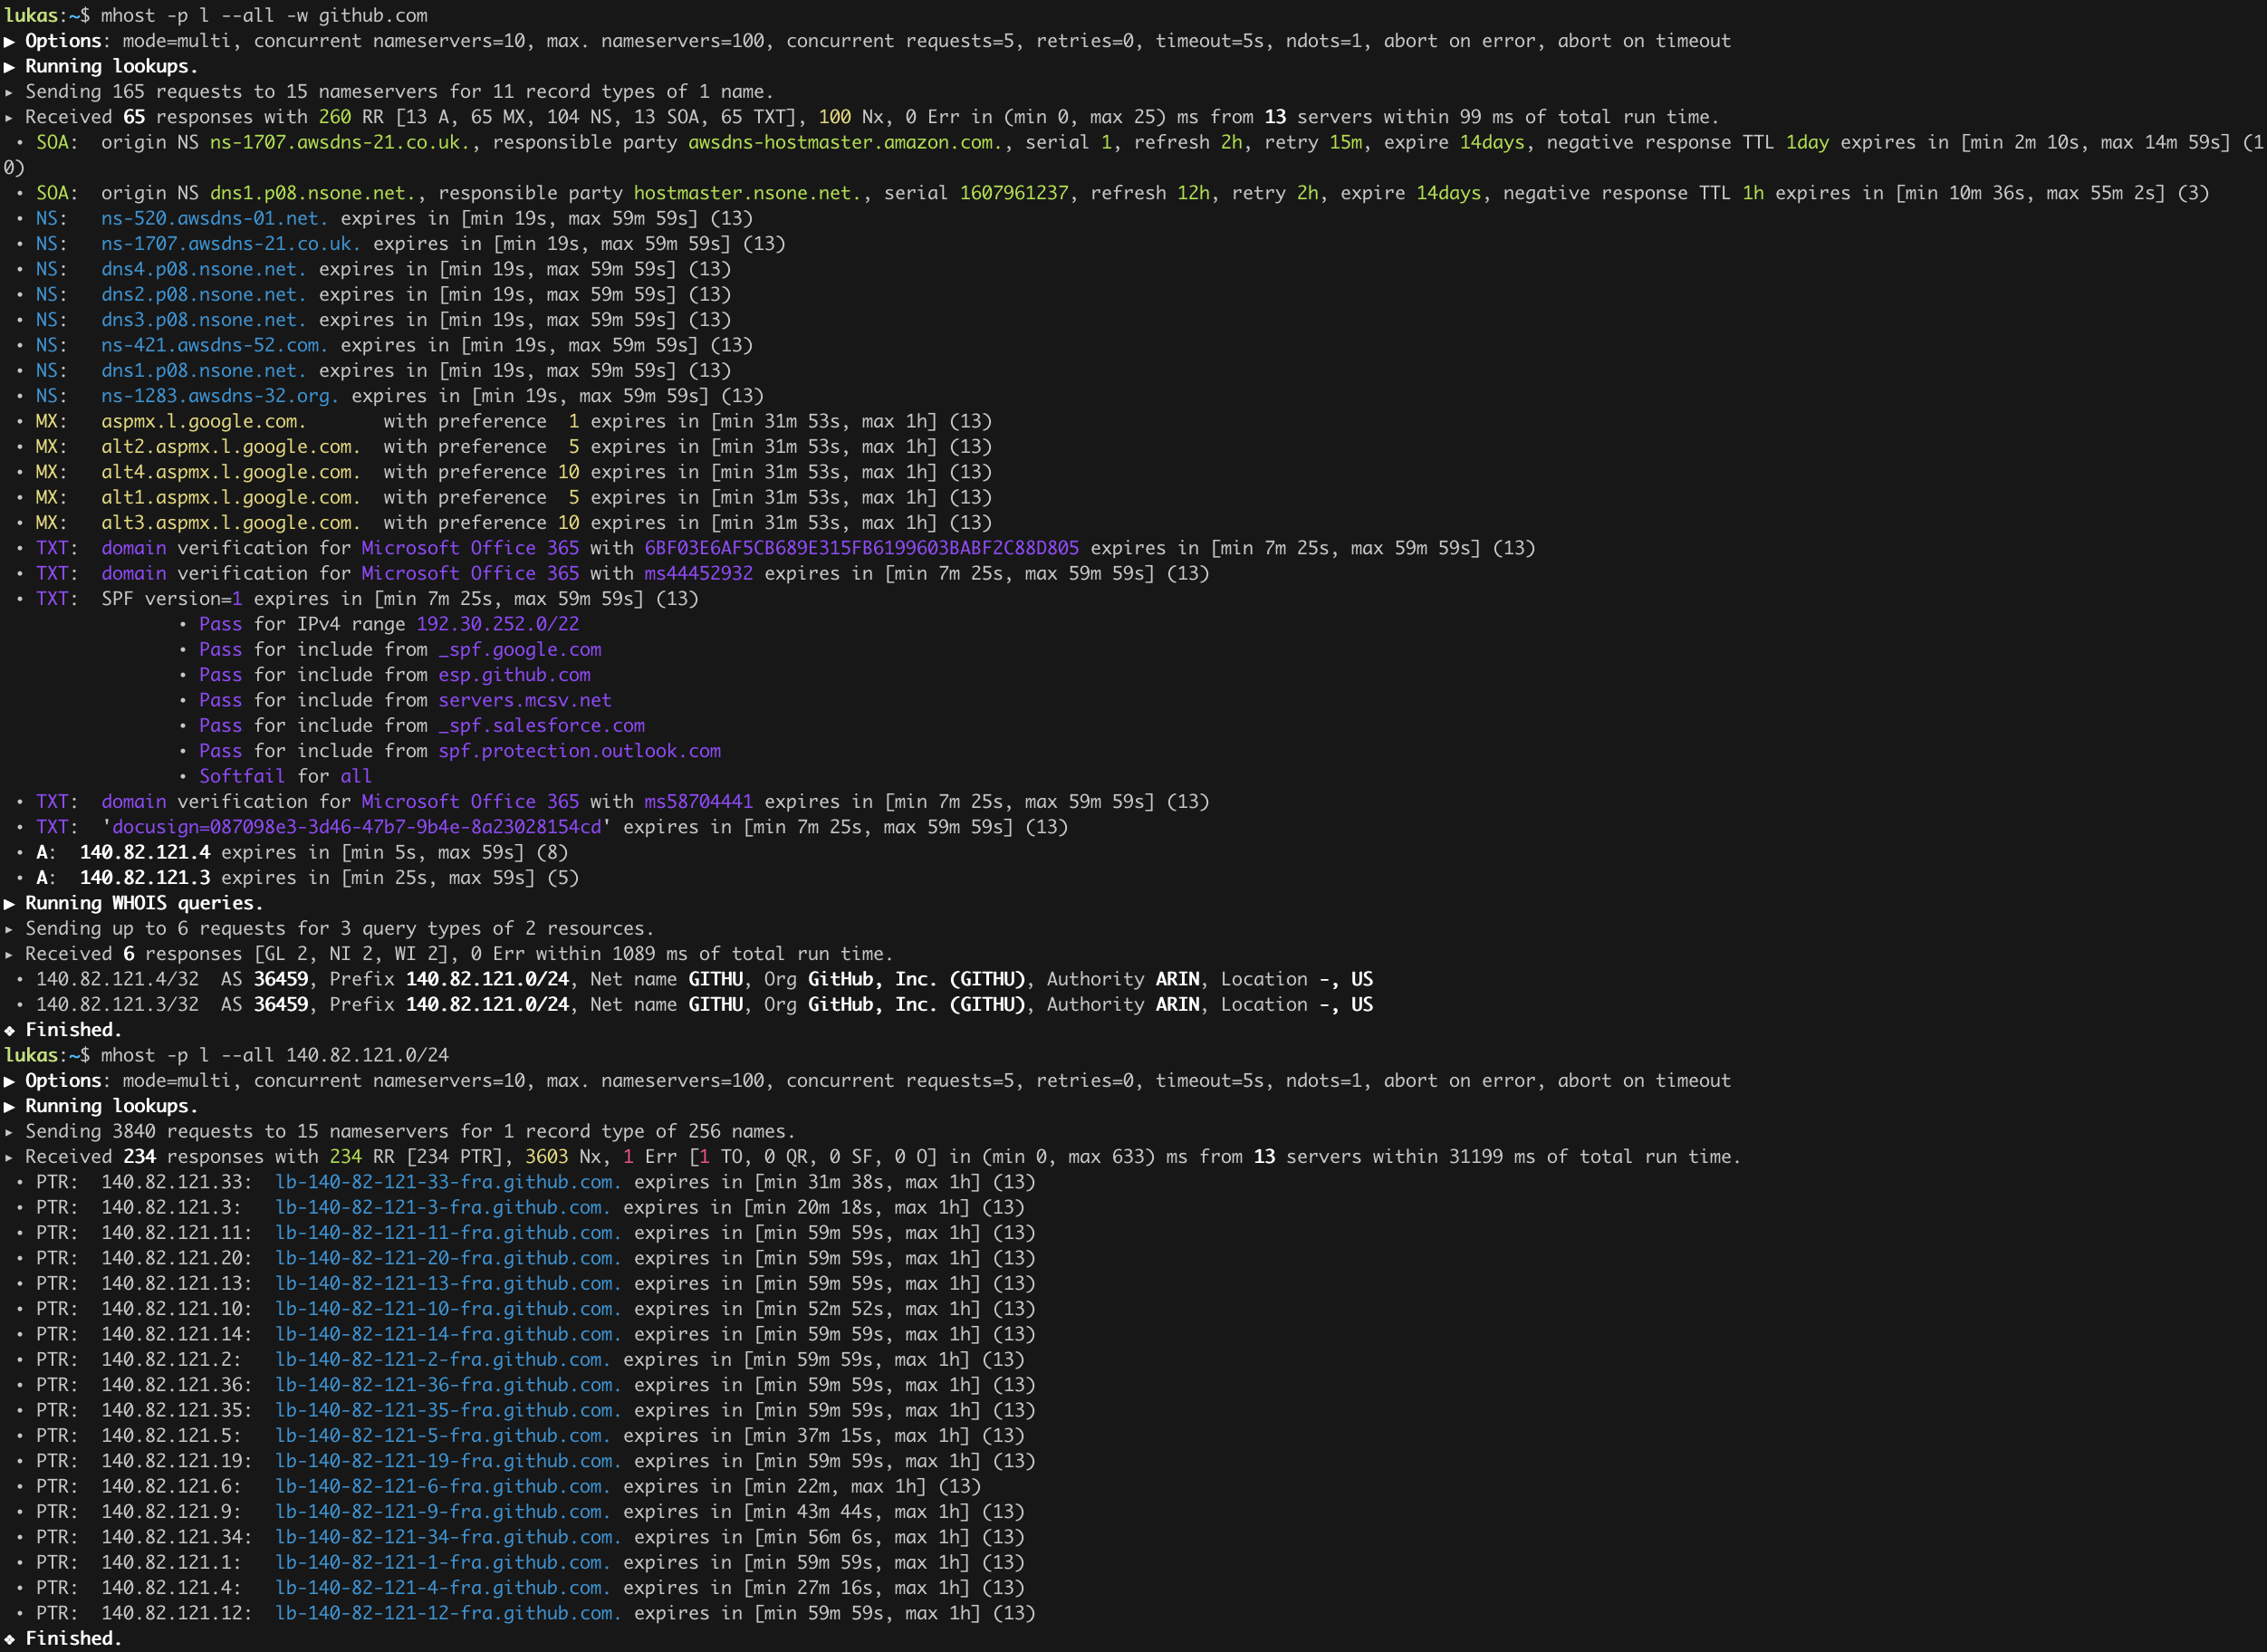 lukas:~$ mhost -p l --all -w github.com
▶ Options: mode=multi, concurrent nameservers=10, max. nameservers=100, concurrent requests=5, retries=0, timeout=5s, ndots=1, abort on error, abort on timeout
▶ Running lookups.
▸ Sending 165 requests to 15 nameservers for 11 record types of 1 name.
▸ Received 65 responses with 260 RR [13 A, 65 MX, 104 NS, 13 SOA, 65 TXT], 100 Nx, 0 Err in (min 0, max 25) ms from 13 servers within 99 ms of total run time.
• SOA:  origin NS ns-1707.awsdns-21.co.uk., responsible party awsdns-hostmaster.amazon.com., serial 1, refresh 2h, retry 15m, expire 14days, negative response TTL 1day expires in [min 2m 10s, max 14m 59s] (1
0)
• SOA:  origin NS dns1.p08.nsone.net., responsible party hostmaster.nsone.net., serial 1607961237, refresh 12h, retry 2h, expire 14days, negative response TTL 1h expires in [min 10m 36s, max 55m 2s] (3)
• NS:   ns-520.awsdns-01.net. expires in [min 19s, max 59m 59s] (13)
• NS:   ns-1707.awsdns-21.co.uk. expires in [min 19s, max 59m 59s] (13)
• NS:   dns4.p08.nsone.net. expires in [min 19s, max 59m 59s] (13)
• NS:   dns2.p08.nsone.net. expires in [min 19s, max 59m 59s] (13)
• NS:   dns3.p08.nsone.net. expires in [min 19s, max 59m 59s] (13)
• NS:   ns-421.awsdns-52.com. expires in [min 19s, max 59m 59s] (13)
• NS:   dns1.p08.nsone.net. expires in [min 19s, max 59m 59s] (13)
• NS:   ns-1283.awsdns-32.org. expires in [min 19s, max 59m 59s] (13)
• MX:   aspmx.l.google.com.       with preference  1 expires in [min 31m 53s, max 1h] (13)
• MX:   alt2.aspmx.l.google.com.  with preference  5 expires in [min 31m 53s, max 1h] (13)
• MX:   alt4.aspmx.l.google.com.  with preference 10 expires in [min 31m 53s, max 1h] (13)
• MX:   alt1.aspmx.l.google.com.  with preference  5 expires in [min 31m 53s, max 1h] (13)
• MX:   alt3.aspmx.l.google.com.  with preference 10 expires in [min 31m 53s, max 1h] (13)
• TXT:  domain verification for Microsoft Office 365 with 6BF03E6AF5CB689E315FB6199603BABF2C88D805 expires in [min 7m 25s, max 59m 59s] (13)
• TXT:  domain verification for Microsoft Office 365 with ms44452932 expires in [min 7m 25s, max 59m 59s] (13)
• TXT:  SPF version=1 expires in [min 7m 25s, max 59m 59s] (13)
• Pass for IPv4 range 192.30.252.0/22
• Pass for include from _spf.google.com
• Pass for include from esp.github.com
• Pass for include from servers.mcsv.net
• Pass for include from _spf.salesforce.com
• Pass for include from spf.protection.outlook.com
• Softfail for all
• TXT:  domain verification for Microsoft Office 365 with ms58704441 expires in [min 7m 25s, max 59m 59s] (13)
• TXT:  'docusign=087098e3-3d46-47b7-9b4e-8a23028154cd' expires in [min 7m 25s, max 59m 59s] (13)
• A:  140.82.121.4 expires in [min 5s, max 59s] (8)
• A:  140.82.121.3 expires in [min 25s, max 59s] (5)
▶ Running WHOIS queries.
▸ Sending up to 6 requests for 3 query types of 2 resources.
▸ Received 6 responses [GL 2, NI 2, WI 2], 0 Err within 1089 ms of total run time.
• 140.82.121.4/32  AS 36459, Prefix 140.82.121.0/24, Net name GITHU, Org GitHub, Inc. (GITHU), Authority ARIN, Location -, US
• 140.82.121.3/32  AS 36459, Prefix 140.82.121.0/24, Net name GITHU, Org GitHub, Inc. (GITHU), Authority ARIN, Location -, US
❖ Finished.
lukas:~$ mhost -p l --all 140.82.121.0/24
▶ Options: mode=multi, concurrent nameservers=10, max. nameservers=100, concurrent requests=5, retries=0, timeout=5s, ndots=1, abort on error, abort on timeout
▶ Running lookups.
▸ Sending 3840 requests to 15 nameservers for 1 record type of 256 names.
▸ Received 234 responses with 234 RR [234 PTR], 3603 Nx, 1 Err [1 TO, 0 QR, 0 SF, 0 O] in (min 0, max 633) ms from 13 servers within 31199 ms of total run time.
• PTR:  140.82.121.33:  lb-140-82-121-33-fra.github.com. expires in [min 31m 38s, max 1h] (13)
• PTR:  140.82.121.3:   lb-140-82-121-3-fra.github.com. expires in [min 20m 18s, max 1h] (13)
• PTR:  140.82.121.11:  lb-140-82-121-11-fra.github.com. expires in [min 59m 59s, max 1h] (13)
• PTR:  140.82.121.20:  lb-140-82-121-20-fra.github.com. expires in [min 59m 59s, max 1h] (13)
• PTR:  140.82.121.13:  lb-140-82-121-13-fra.github.com. expires in [min 59m 59s, max 1h] (13)
• PTR:  140.82.121.10:  lb-140-82-121-10-fra.github.com. expires in [min 52m 52s, max 1h] (13)
• PTR:  140.82.121.14:  lb-140-82-121-14-fra.github.com. expires in [min 59m 59s, max 1h] (13)
• PTR:  140.82.121.2:   lb-140-82-121-2-fra.github.com. expires in [min 59m 59s, max 1h] (13)
• PTR:  140.82.121.36:  lb-140-82-121-36-fra.github.com. expires in [min 59m 59s, max 1h] (13)
• PTR:  140.82.121.35:  lb-140-82-121-35-fra.github.com. expires in [min 59m 59s, max 1h] (13)
• PTR:  140.82.121.5:   lb-140-82-121-5-fra.github.com. expires in [min 37m 15s, max 1h] (13)
• PTR:  140.82.121.19:  lb-140-82-121-19-fra.github.com. expires in [min 59m 59s, max 1h] (13)
• PTR:  140.82.121.6:   lb-140-82-121-6-fra.github.com. expires in [min 22m, max 1h] (13)
• PTR:  140.82.121.9:   lb-140-82-121-9-fra.github.com. expires in [min 43m 44s, max 1h] (13)
• PTR:  140.82.121.34:  lb-140-82-121-34-fra.github.com. expires in [min 56m 6s, max 1h] (13)
• PTR:  140.82.121.1:   lb-140-82-121-1-fra.github.com. expires in [min 59m 59s, max 1h] (13)
• PTR:  140.82.121.4:   lb-140-82-121-4-fra.github.com. expires in [min 27m 16s, max 1h] (13)
• PTR:  140.82.121.12:  lb-140-82-121-12-fra.github.com. expires in [min 59m 59s, max 1h] (13)
❖ Finished.